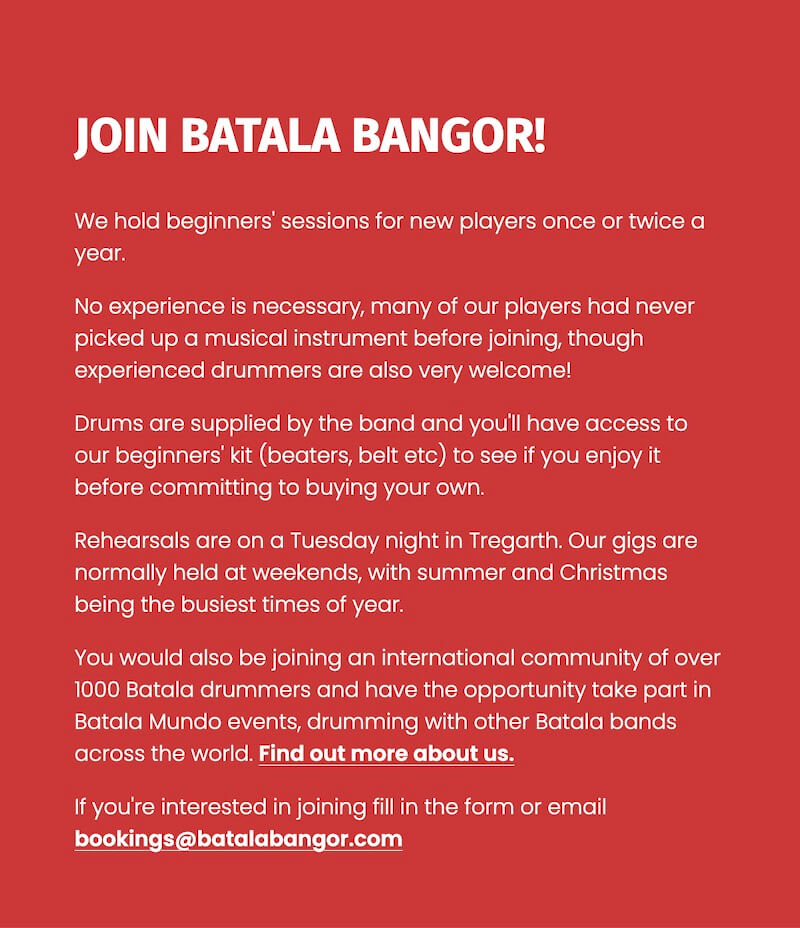 JOIN BATALA BANGOR!
We hold beginners' sessions for new players once or twice a
year.
No experience is necessary, many of our players had never
picked up a musical instrument before joining, though
experienced drummers are also very welcome!
Drums are supplied by the band and you'll have access to
our beginners' kit (beaters, belt etc) to see if you enjoy it
before committing to buying your own.
Rehearsals are on a Tuesday night in Tregarth. Our gigs are
normally held at weekends, with summer and Christmas
being the busiest times of year.
You would also be joining an international community of over
1000 Batala drummers and have the opportunity take part in
Batala Mundo events, drumming with other Batala bands
across the world. Find out more about us.
If you're interested in joining fill in the form or email
bookings@batalabangor.com